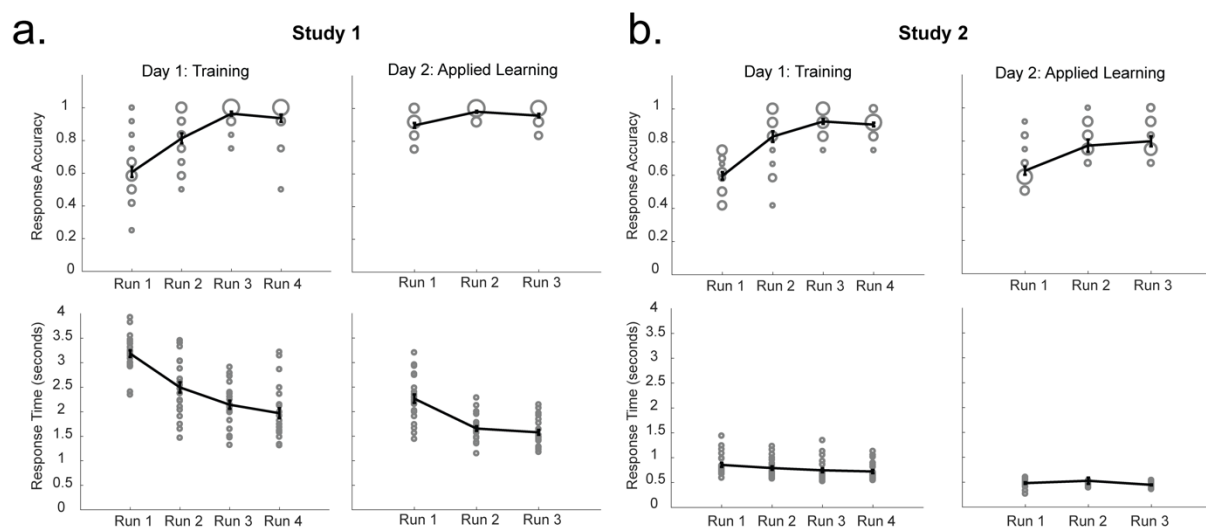 a.
Study 1
Day 1: Training
Day 2: Applied Learning
Response Accuracy
1
0.8
0.6
0.4
0.2
0
Run 1 Run 2 Run 3 Run 4
Run 1 Run 2 Run 3
Response Time (seconds)
4
3.5
3
2.5
2
1.5
1
0.5
0
Run 1 Run 2 Run 3 Run 4
Run 1 Run 2 Run 3
b.
Study 2
Day 1: Training
Day 2: Applied Learning
Response Accuracy
1
0.8
0.6
0.4
0.2
0
Run 1 Run 2 Run 3 Run 4
Run 1 Run 2 Run 3
Response Time (seconds)
4
3.5
3
2.5
2
1.5
1
0.5
0
Run 1 Run 2 Run 3 Run 4
Run 1 Run 2 Run 3